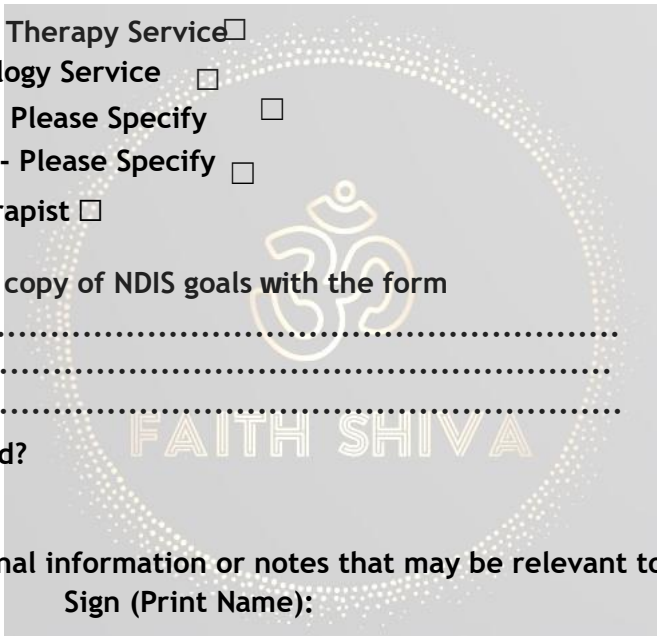 Therapy Service☐
logy Service ☐
Please Specify ☐
- Please Specify ☐
rapist ☐
copy of NDIS goals with the form
...............................................................
..............................................................
...............................................................
FAITH SHIVA
d?
nal information or notes that may be relevant to
Sign (Print Name):